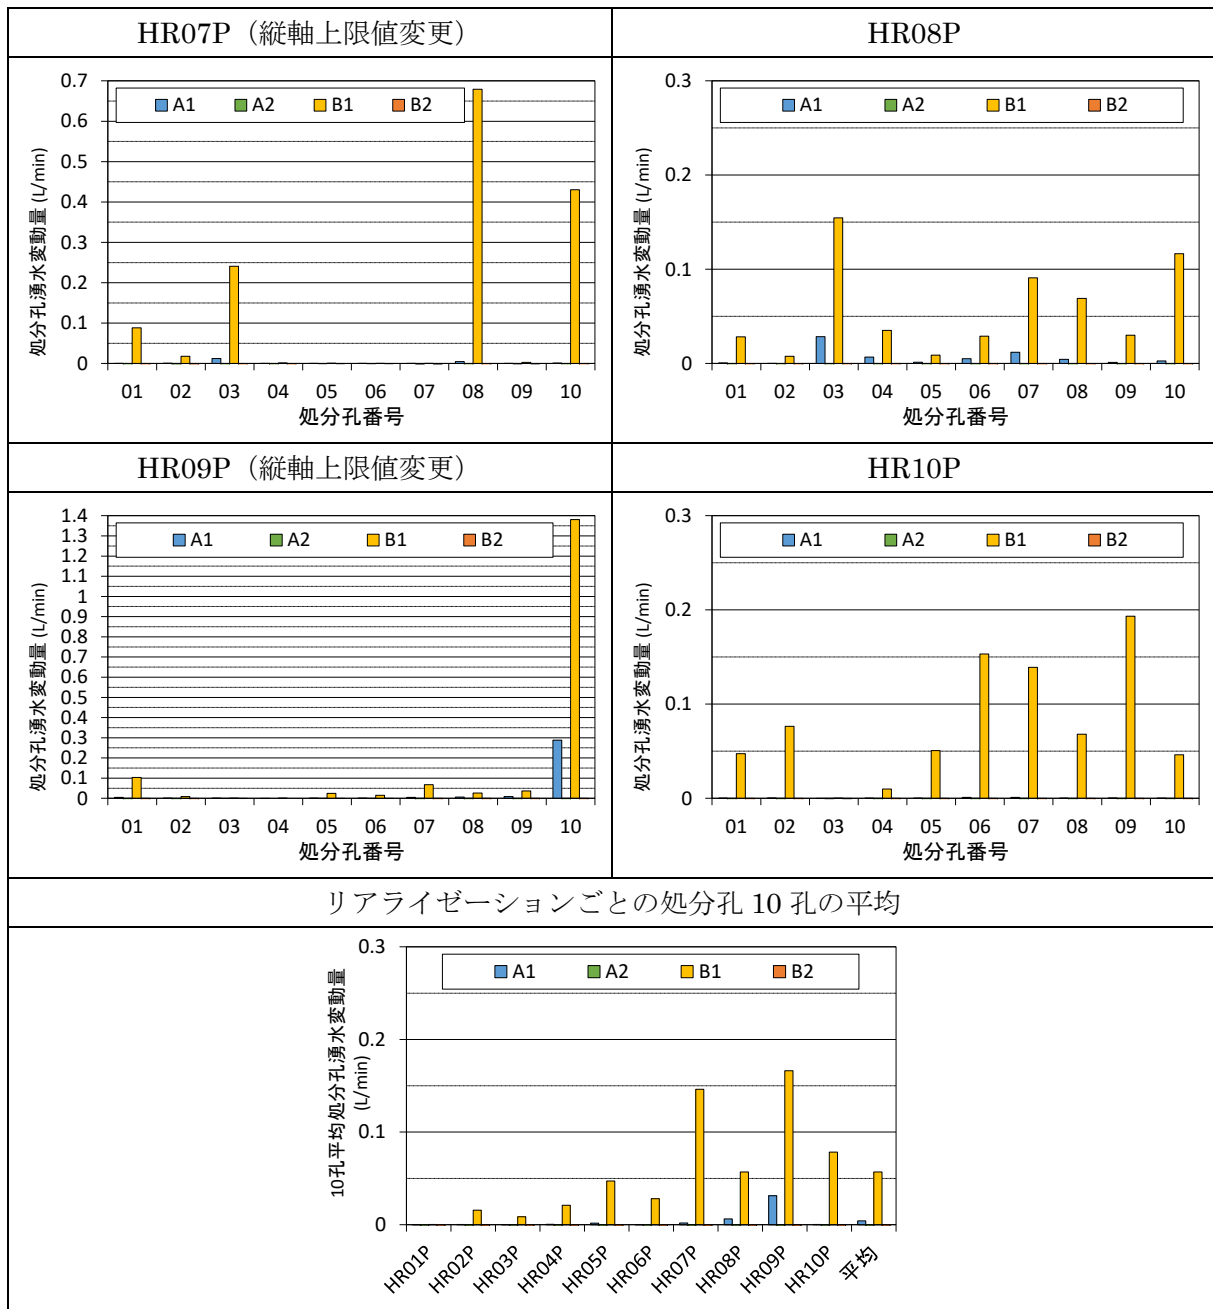 HR07P（縦軸上限値変更）
HR08P
処分孔湧水変動量 (L/min)
0.7
0.6
0.5
0.4
0.3
0.2
0.1
0
A1 A2 B1 B2
01 02 03 04 05 06 07 08 09 10
処分孔番号
処分孔湧水変動量 (L/min)
0.3
0.2
0.1
0
A1 A2 B1 B2
01 02 03 04 05 06 07 08 09 10
処分孔番号
HR09P（縦軸上限値変更）
HR10P
処分孔湧水変動量 (L/min)
1.4
1.3
1.2
1.1
1
0.9
0.8
0.7
0.6
0.5
0.4
0.3
0.2
0.1
0
A1 A2 B1 B2
01 02 03 04 05 06 07 08 09 10
処分孔番号
処分孔湧水変動量 (L/min)
0.3
0.2
0.1
0
A1 A2 B1 B2
01 02 03 04 05 06 07 08 09 10
処分孔番号
リアライゼーションごとの処分孔 10 孔の平均
10孔平均処分孔湧水変動量
(L/min)
0.3
0.2
0.1
0
A1 A2 B1 B2
HR01P HR02P HR03P HR04P HR05P HR06P HR07P HR08P HR09P HR10P 平均